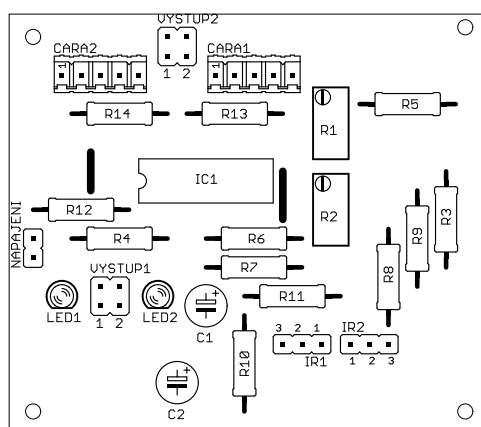 VYSTUP2
CARA2
CARA1
1
1
1 2
R14
R13
R1
R5
IC1
R12
R2
R3
NAPAJENI
R4
R6
R9
R7
R8
VYSTUP1
R11
LED1
1 2
LED2
C1
+
3 2 1
IR2
IR1
1 2 3
R10
+
C2